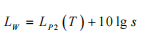 L_W = L_{P2}(T) + 10 lg s